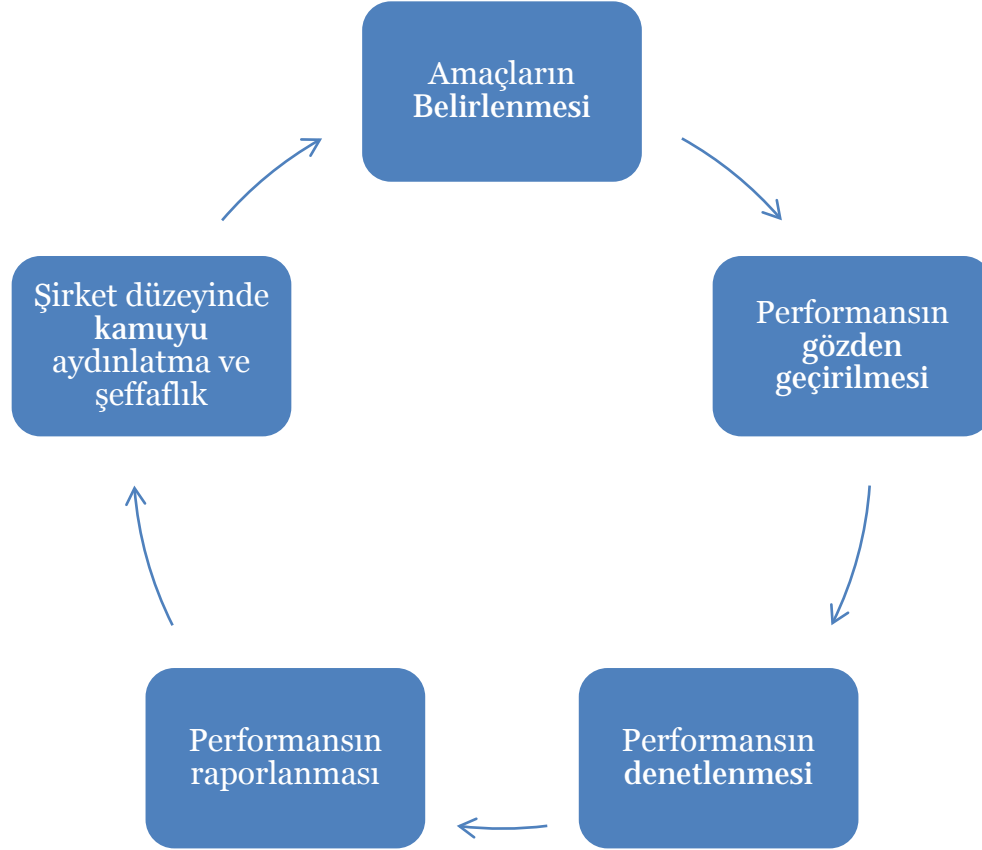 Amaçların
Belirlenmesi
Performansın
gözden
geçirilmesi
Performansın
denetlenmesi
Performansın
raporlanması
Şirket düzeyinde
kamuyu
aydınlatma ve
şeffaflık